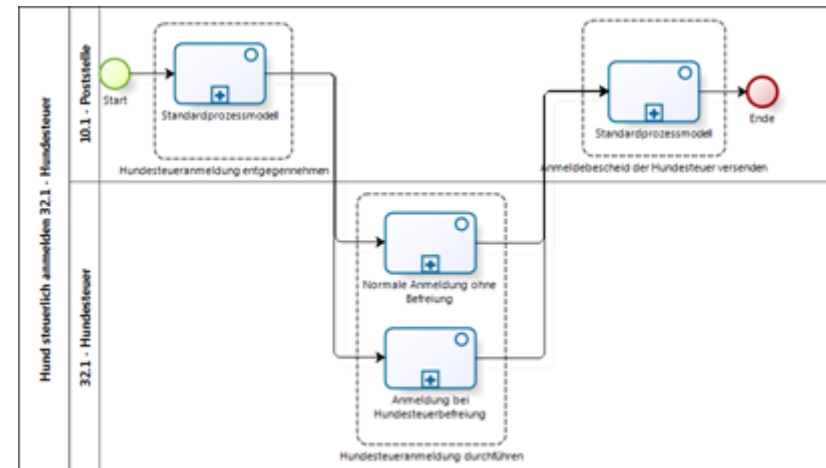 Hund steuerlich anmelden 32.1 - Hundesteuer
10.1 - Poststelle
Start
Standardprozessmodell
Hundesteueranmeldung entgegennehmen
Standardprozessmodell
Ende
Anmeldebescheid der Hundesteuer versenden
32.1 - Hundesteuer
Normale Anmeldung ohne
Befreiung
Anmeldung bei
Hundesteuerbefreiung
Hundesteueranmeldung durchführen